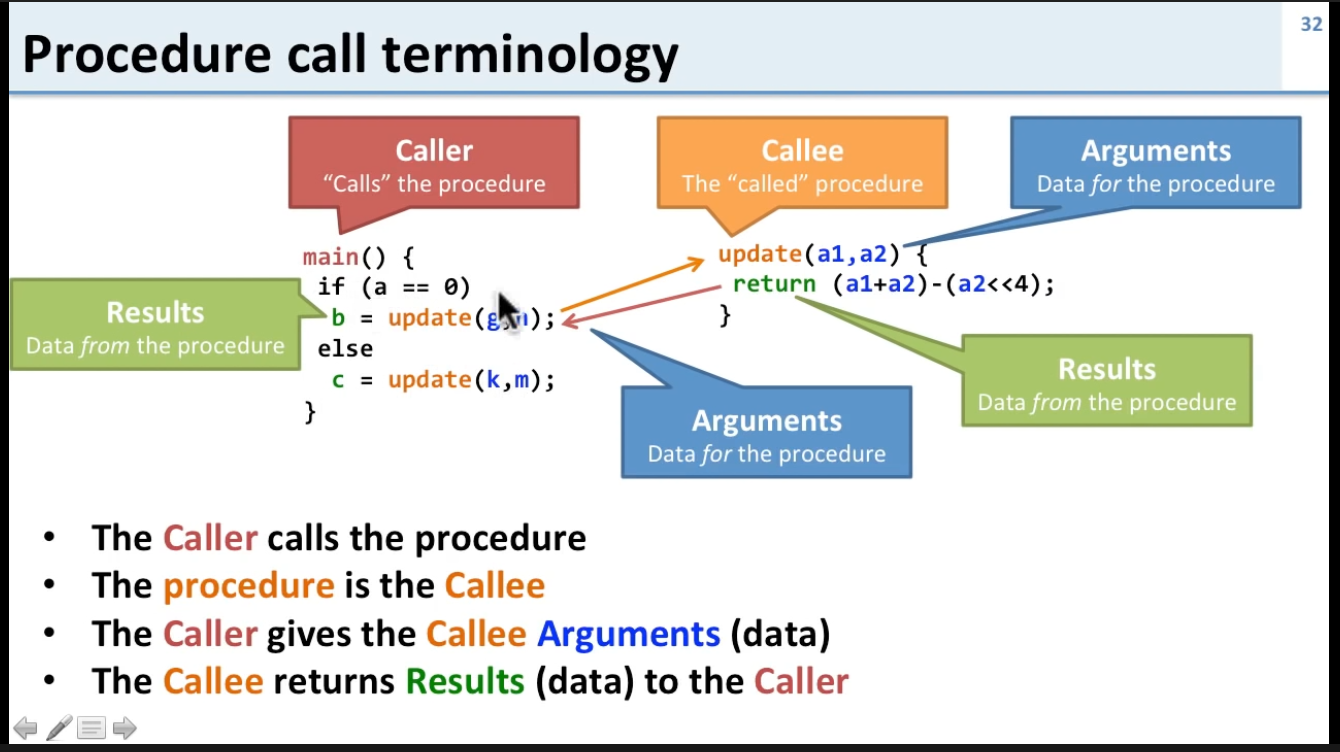 32
Procedure call terminology
Caller
“Calls” the procedure
Callee
The “called” procedure
Arguments
Data for the procedure
main() {
if (a == 0)
b = update(g, );
else
c = update(k,m);
}
update(a1,a2) {
return (a1+a2)-(a2<<4);
}
Results
Data from the procedure
Arguments
Data for the procedure
Results
Data from the procedure
• The Caller calls the procedure
• The procedure is the Callee
• The Caller gives the Callee Arguments (data)
• The Callee returns Results (data) to the Caller